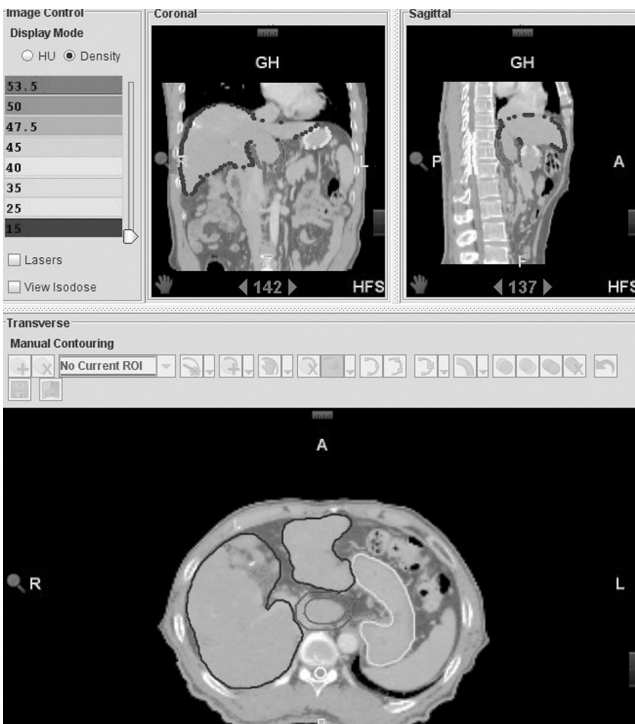 Image Control
Display Mode
HU Density
53.5
50
47.5
45
40
35
25
15
Lasers
View Isodose
Coronal
GH
R L
F
142 HFS
Sagittal
GH
P A
F
137 HFS
Transverse
Manual Contouring
No Current ROI
A
R L